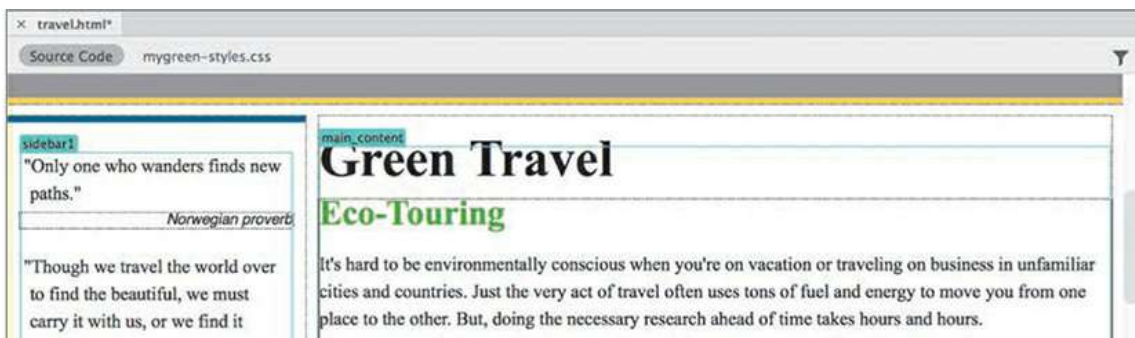 × travel.html*
Source Code mygreen-styles.css
sidebar1
"Only one who wanders finds new
paths."
Norwegian proverb
"Though we travel the world over
to find the beautiful, we must
carry it with us, or we find it
main_content
Green Travel
Eco-Touring
It's hard to be environmentally conscious when you're on vacation or traveling on business in unfamiliar
cities and countries. Just the very act of travel often uses tons of fuel and energy to move you from one
place to the other. But, doing the necessary research ahead of time takes hours and hours.